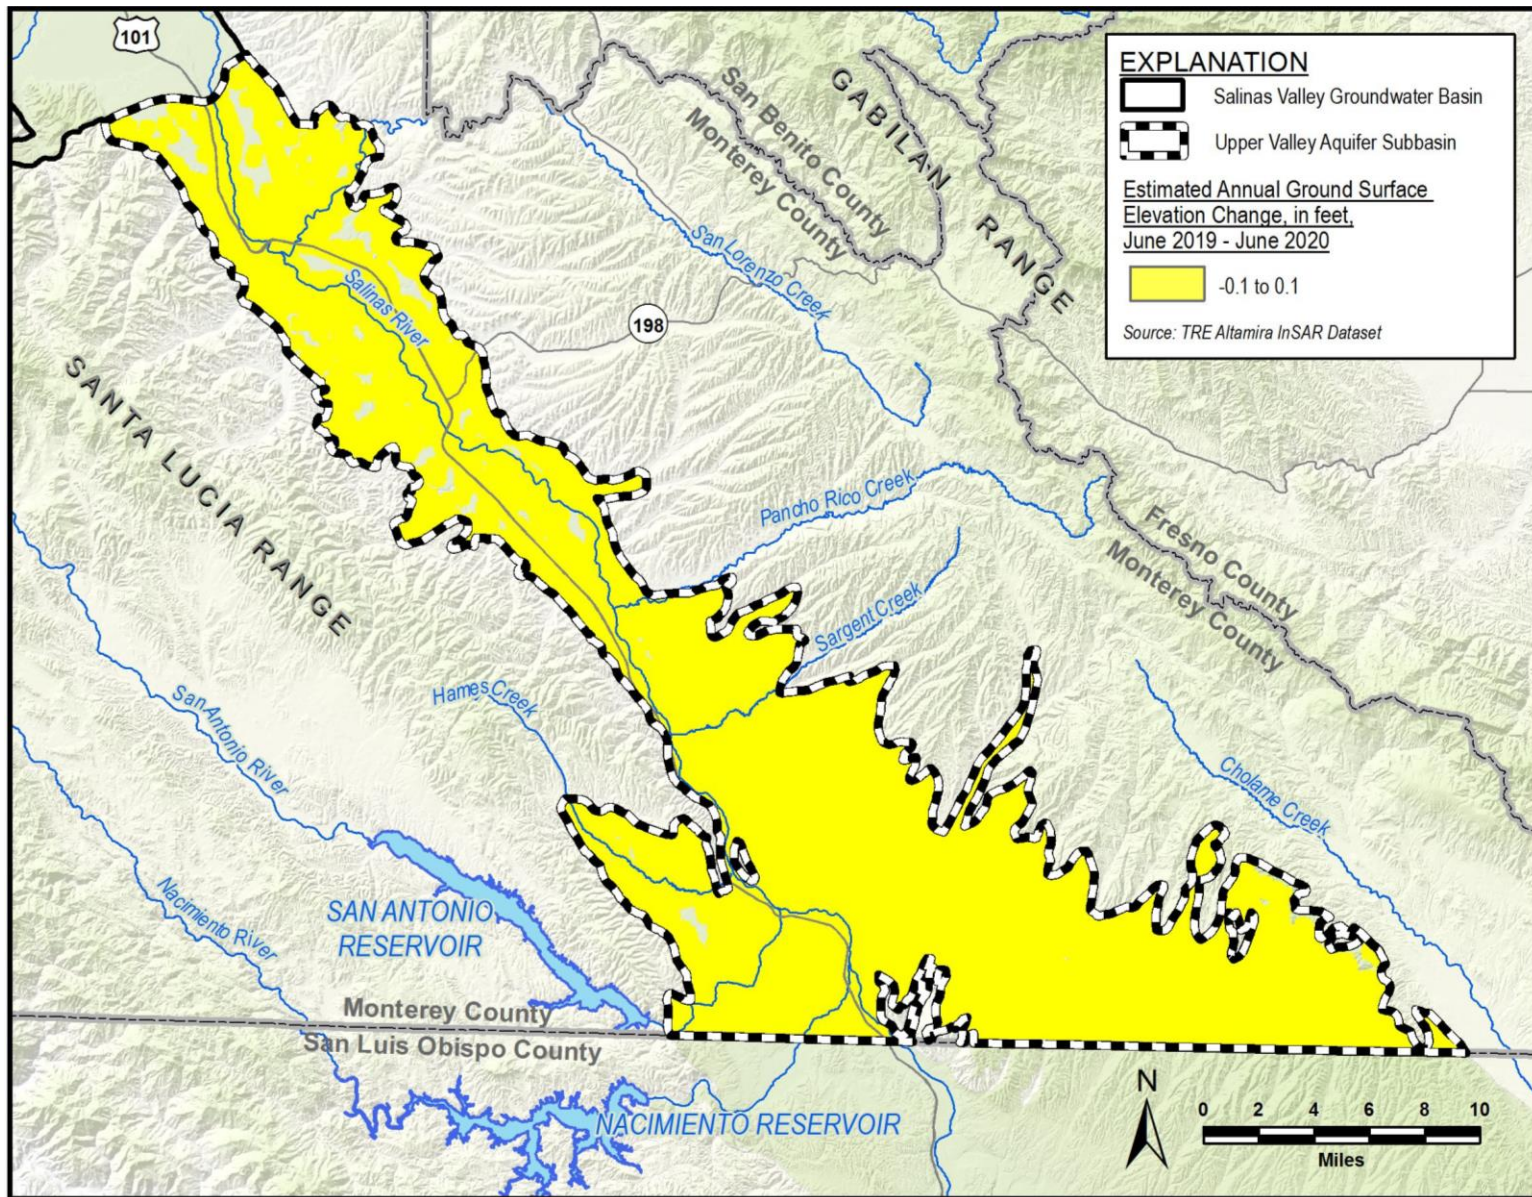 101
EXPLANATION
Salinas Valley Groundwater Basin
Upper Valley Aquifer Subbasin
Estimated Annual Ground Surface
Elevation Change, in feet,
June 2019 - June 2020
-0.1 to 0.1
Source: TRE Altamira InSAR Dataset
San Benito County
Monterey County
GABILAN
RANGE
San Lorenzo Creek
Salinas River
198
SANTA LUCIA RANGE
Pancho Rico Creek
Fresno County
Monterey County
Sargent Creek
Hames Creek
San Antonio River
Cholame Creek
Nacimiento River
SAN ANTONIO
RESERVOIR
Monterey County
San Luis Obispo County
NACIMIENTO RESERVOIR
N
0 2 4 6 8 10
Miles